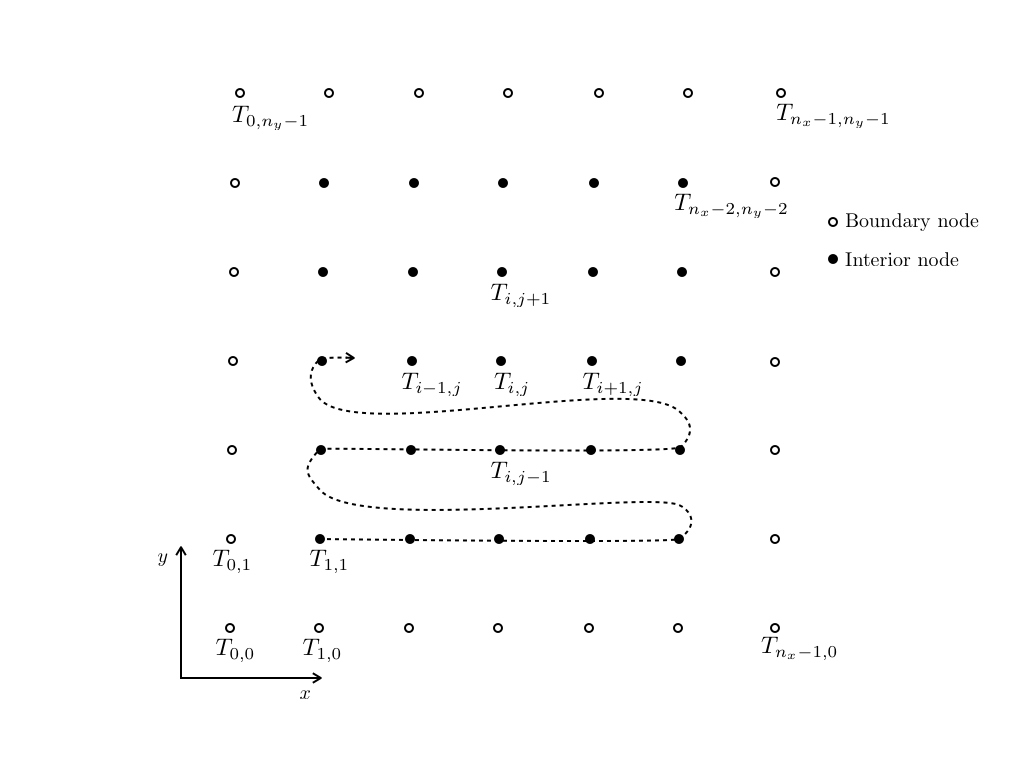 T_{0,n_y-1}
T_{n_x-1,n_y-1}
T_{n_x-2,n_y-2}
Boundary node
Interior node
T_{i,j+1}
T_{i-1,j} T_{i,j} T_{i+1,j}
T_{i,j-1}
y T_{0,1} T_{1,1}
T_{0,0} T_{1,0} T_{n_x-1,0}
x